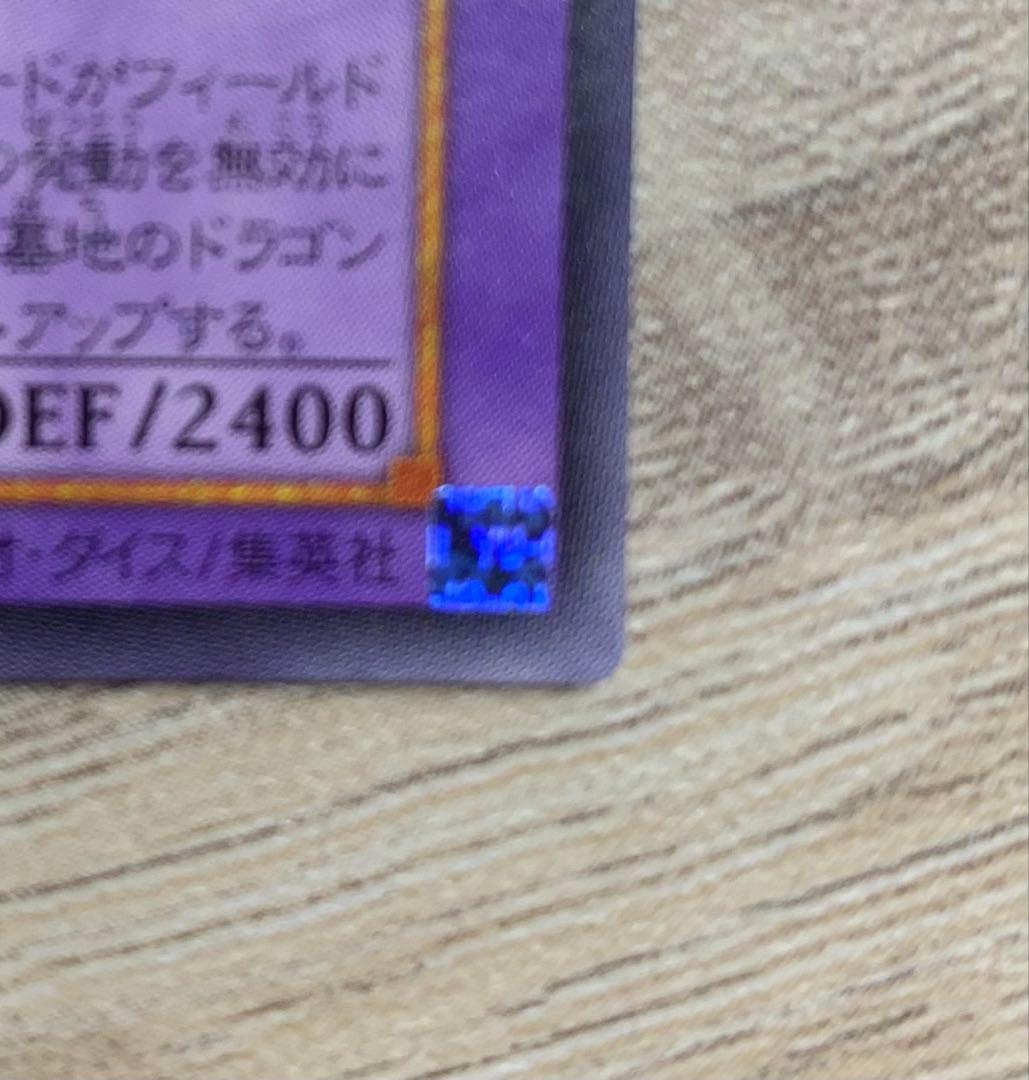 ードがフィールド
の発動を無効に
墓地のドラゴン
アップする。
DEF/2400
オ・ダイス/集英社